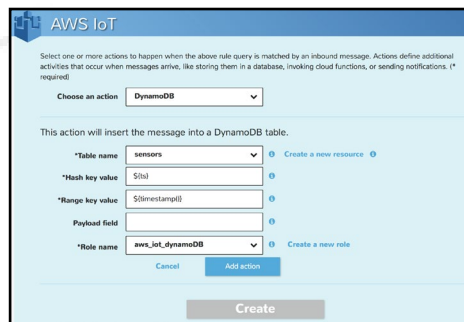 AWS IoT
Select one or more actions to happen when the above rule query is matched by an inbound message. Actions define additional
activities that occur when messages arrive, like storing them in a database, invoking cloud functions, or sending notifications. (*
required)
Choose an action DynamoDB
This action will insert the message into a DynamoDB table.
*Table name sensors Create a new resource
*Hash key value ${ts}
*Range key value ${timestamp()}
Payload field
*Role name aws_iot_dynamoDB Create a new role
Cancel Add action
Create